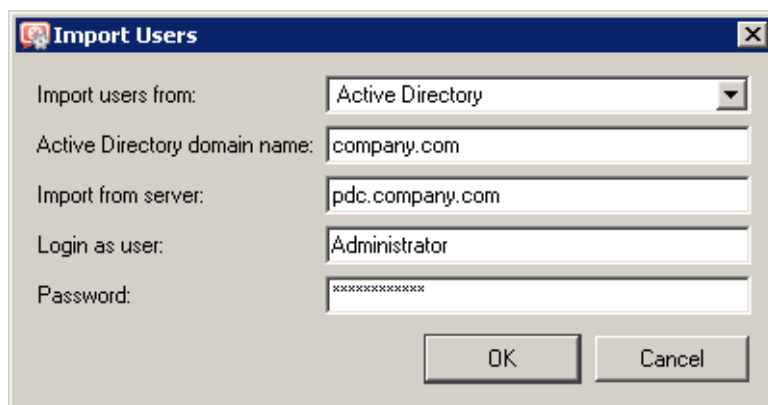 Import Users
Import users from: Active Directory
Active Directory domain name: company.com
Import from server: pdc.company.com
Login as user: Administrator
Password: ************
OK Cancel